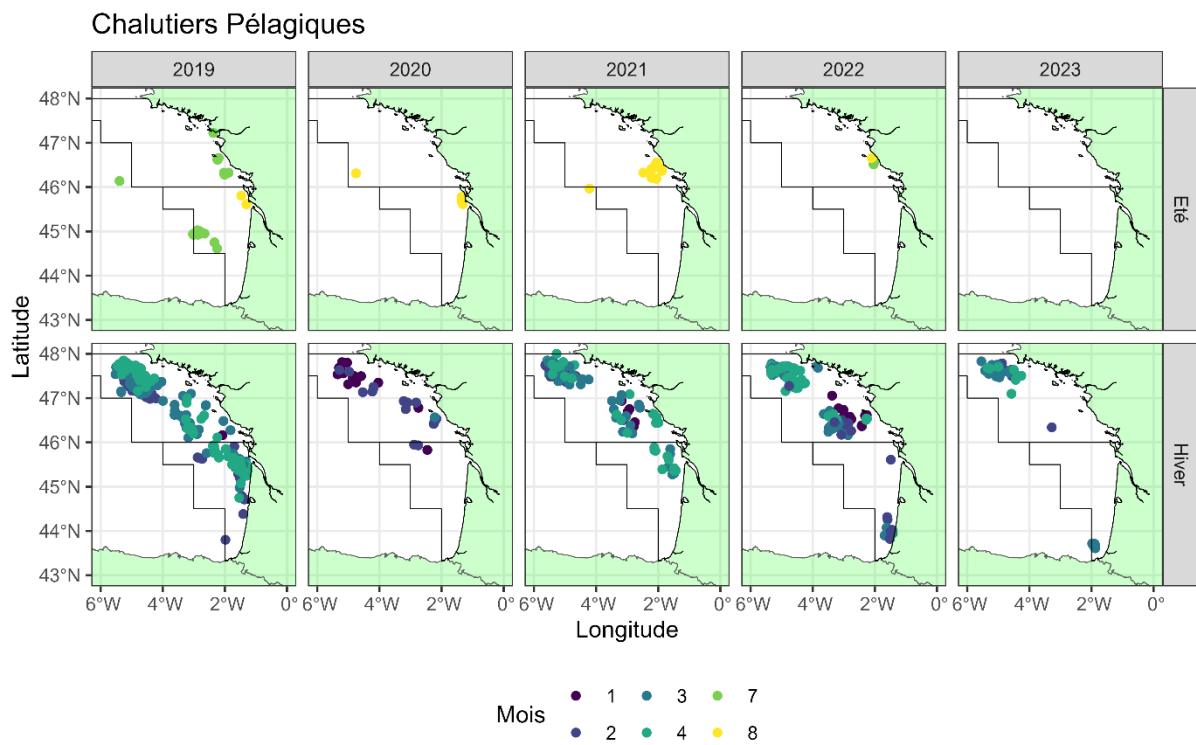 Chalutiers Pélagiques
2019 2020 2021 2022 2023
48°N
47°N
46°N
45°N
44°N
43°N
Eté
48°N
47°N
46°N
45°N
44°N
43°N
Hiver
Latitude
6°W 4°W 2°W 0° 6°W 4°W 2°W 0° 6°W 4°W 2°W 0° 6°W 4°W 2°W 0° 6°W 4°W 2°W 0°
Longitude
Mois
1 3 7
2 4 8